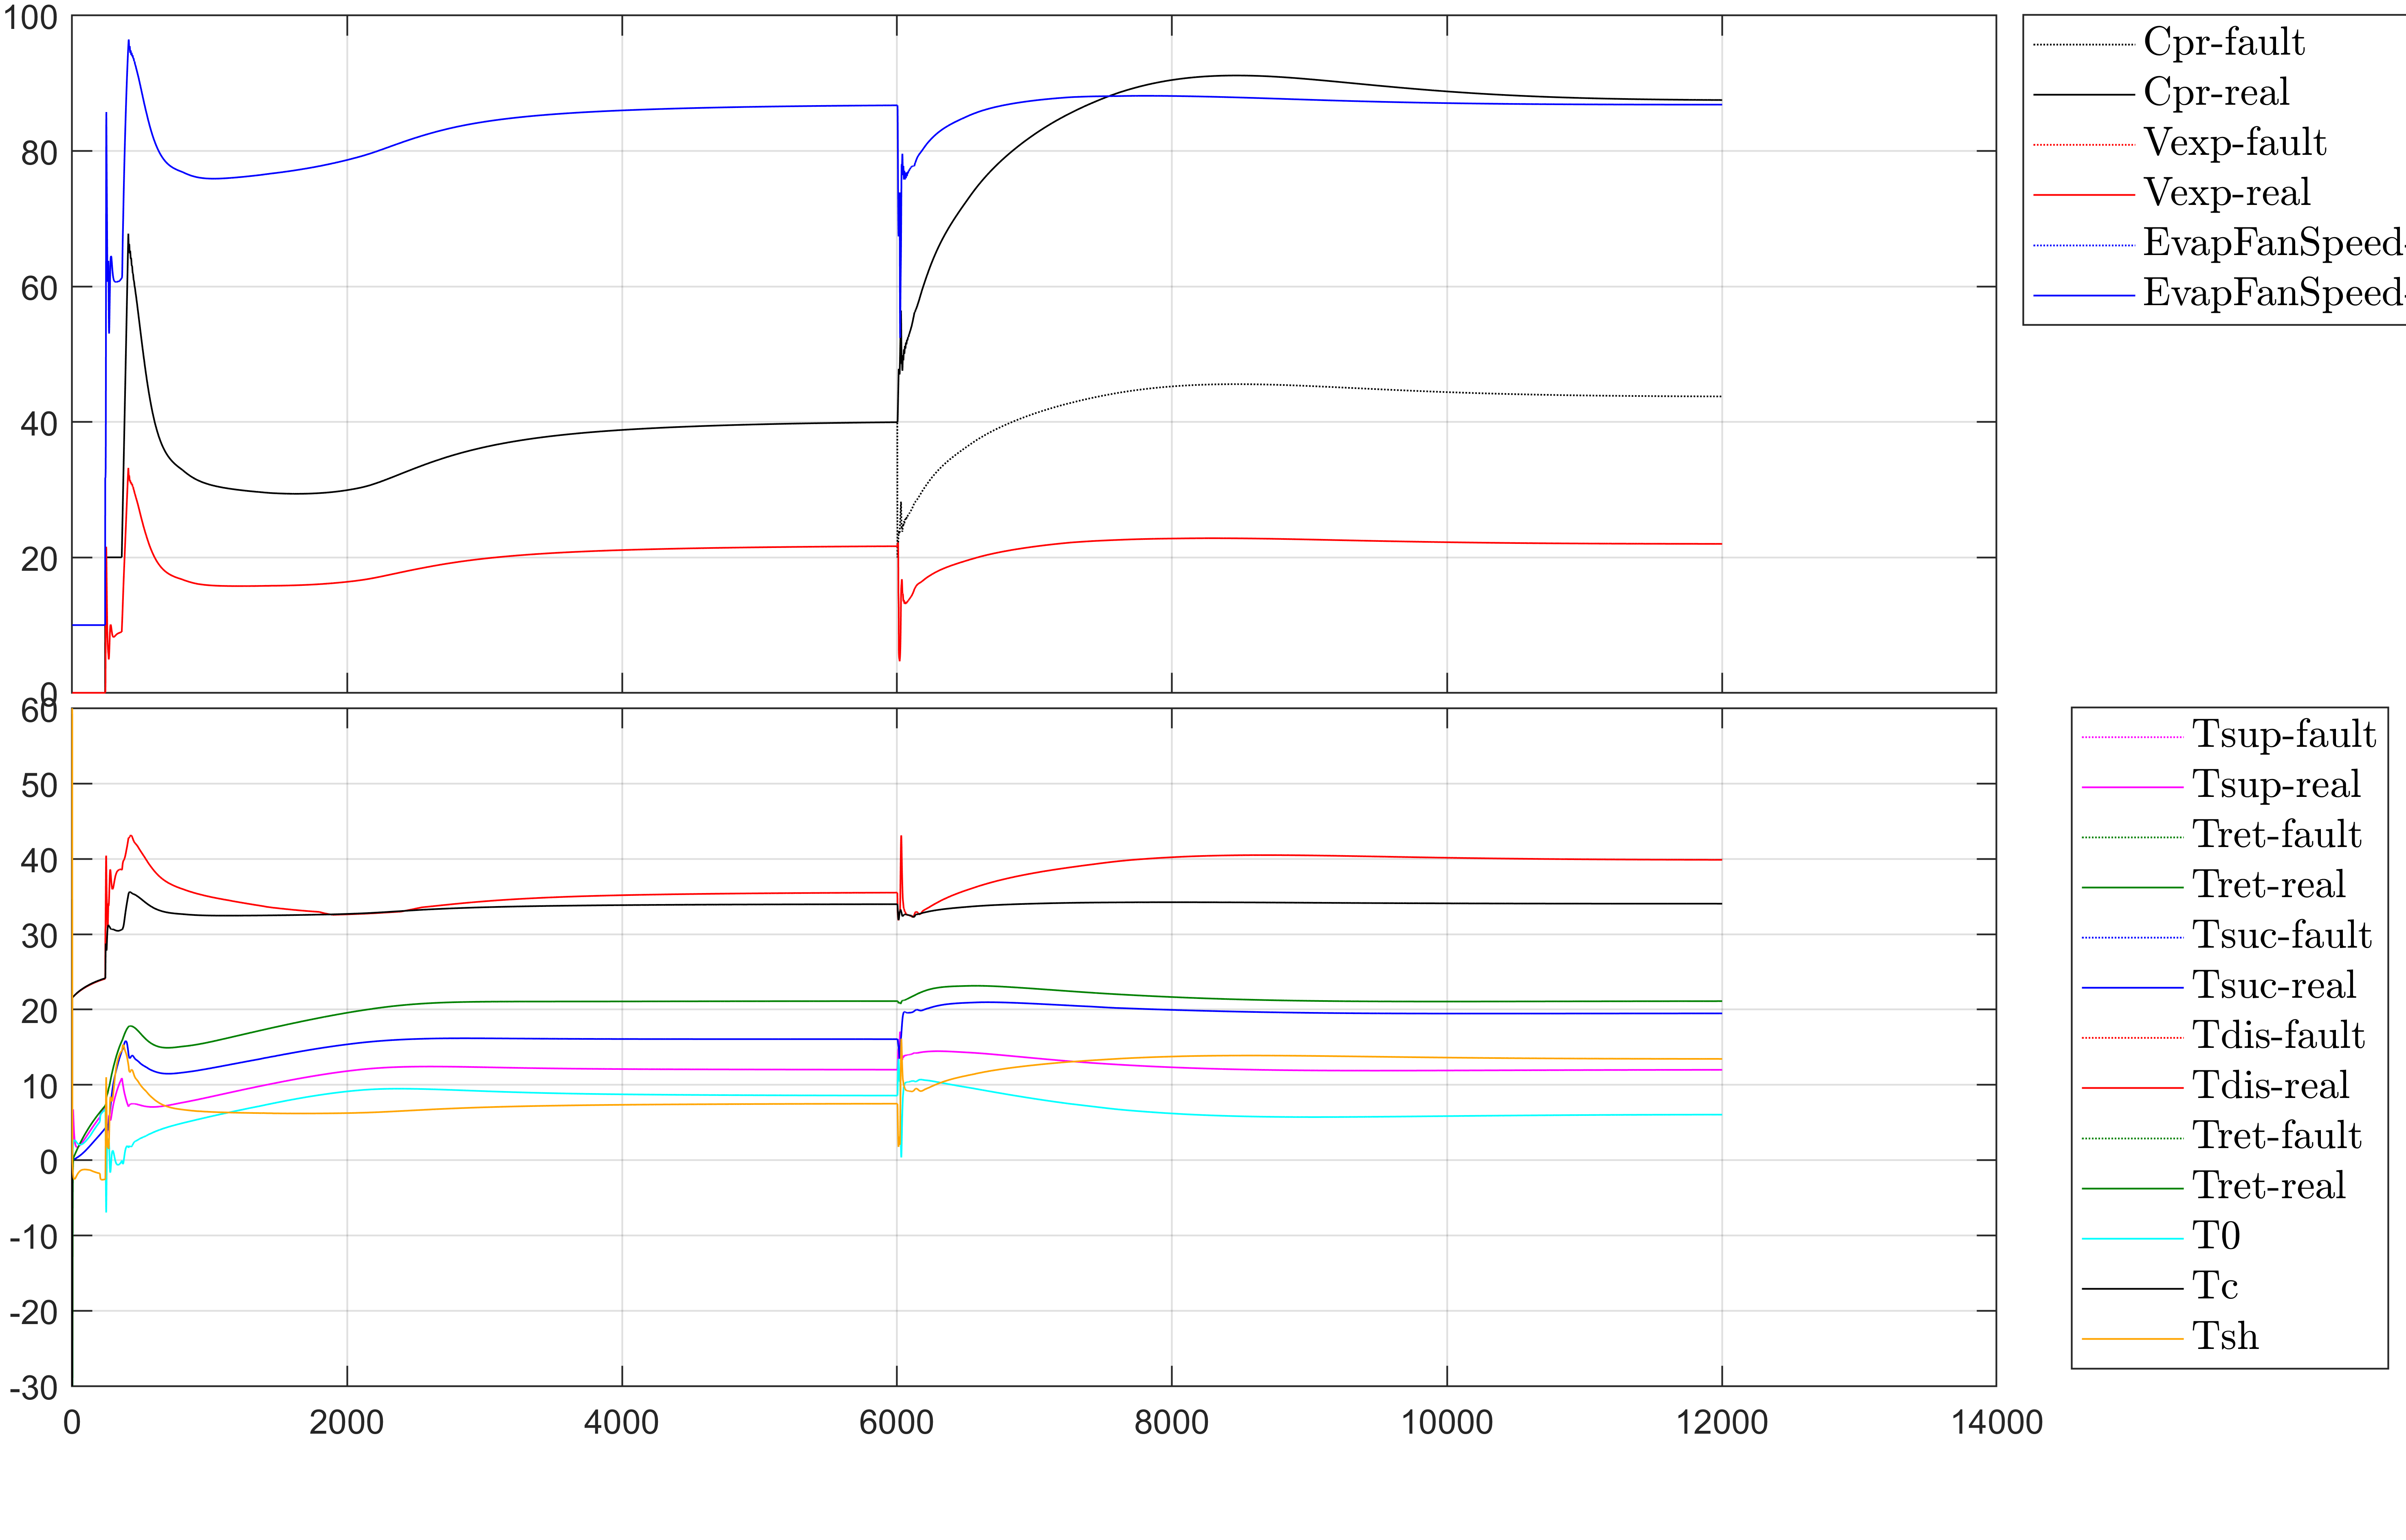 100
80
60
40
20
0
Cpr-fault
Cpr-real
Vexp-fault
Vexp-real
EvapFanSpeed-
EvapFanSpeed-
60
50
40
30
20
10
0
-10
-20
-30
0 2000 4000 6000 8000 10000 12000 14000
Tsup-fault
Tsup-real
Tret-fault
Tret-real
Tsuc-fault
Tsuc-real
Tdis-fault
Tdis-real
Tret-fault
Tret-real
T0
Tc
Tsh